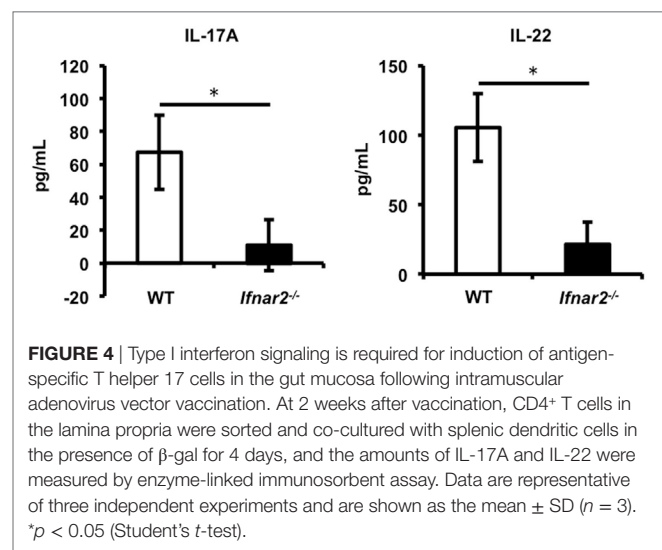 IL-17A
120
100
80
60
40
20
0
-20
pg/mL
*
WT
Ifnar2-/-
IL-22
150
100
50
0
pg/mL
*
WT
Ifnar2-/-
FIGURE 4 | Type I interferon signaling is required for induction of antigen-
specific T helper 17 cells in the gut mucosa following intramuscular
adenovirus vector vaccination. At 2 weeks after vaccination, CD4+ T cells in
the lamina propria were sorted and co-cultured with splenic dendritic cells in
the presence of β-gal for 4 days, and the amounts of IL-17A and IL-22 were
measured by enzyme-linked immunosorbent assay. Data are representative
of three independent experiments and are shown as the mean ± SD (n = 3).
*p < 0.05 (Student’s t-test).